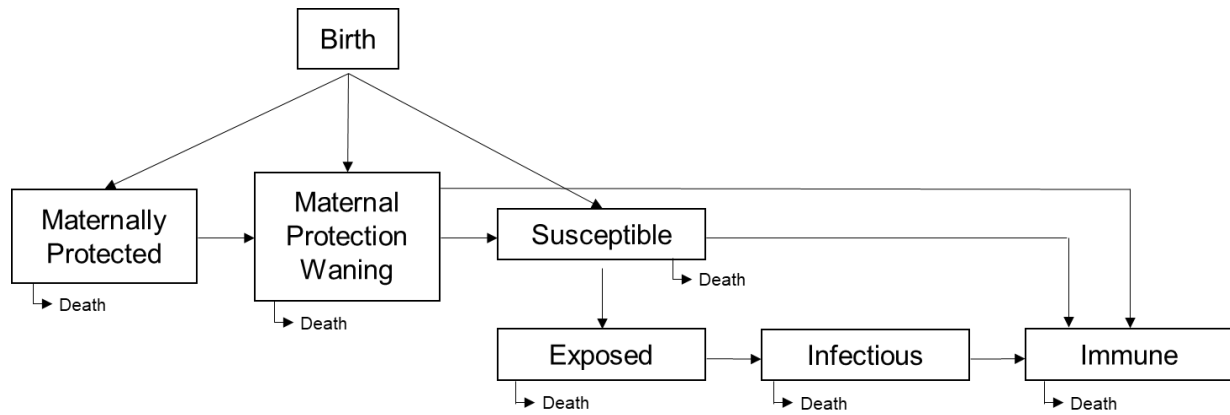 Birth
Maternally
Protected
Maternal
Protection
Waning
Susceptible
Death
Death
Death
Exposed
Infectious
Immune
Death
Death
Death